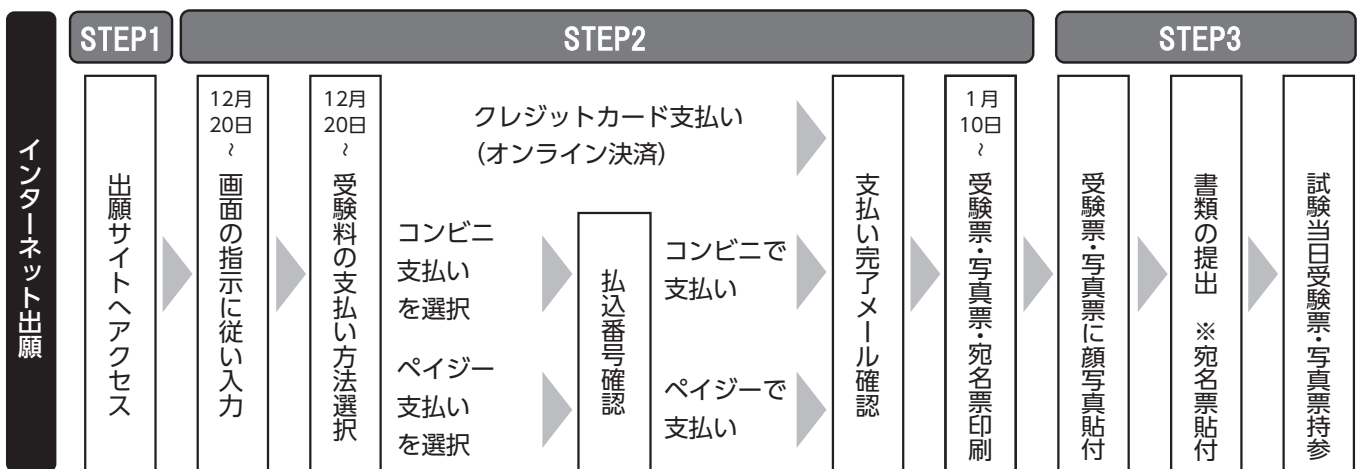 インターネット出願
STEP1
STEP2
STEP3
出願サイトへアクセス
12月
20日
~
画面の指示に従い入力
12月
20日
~
受験料の支払い方法選択
クレジットカード支払い
(オンライン決済)
コンビニ
支払い
を選択
ペイジー
支払い
を選択
払込番号確認
コンビニで
支払い
ペイジーで
支払い
支払い完了メール確認
1月
10日
~
受験票・写真票・宛名票印刷
受験票・写真票に顔写真貼付
書類の提出 ※宛名票貼付
試験当日受験票・写真票持参